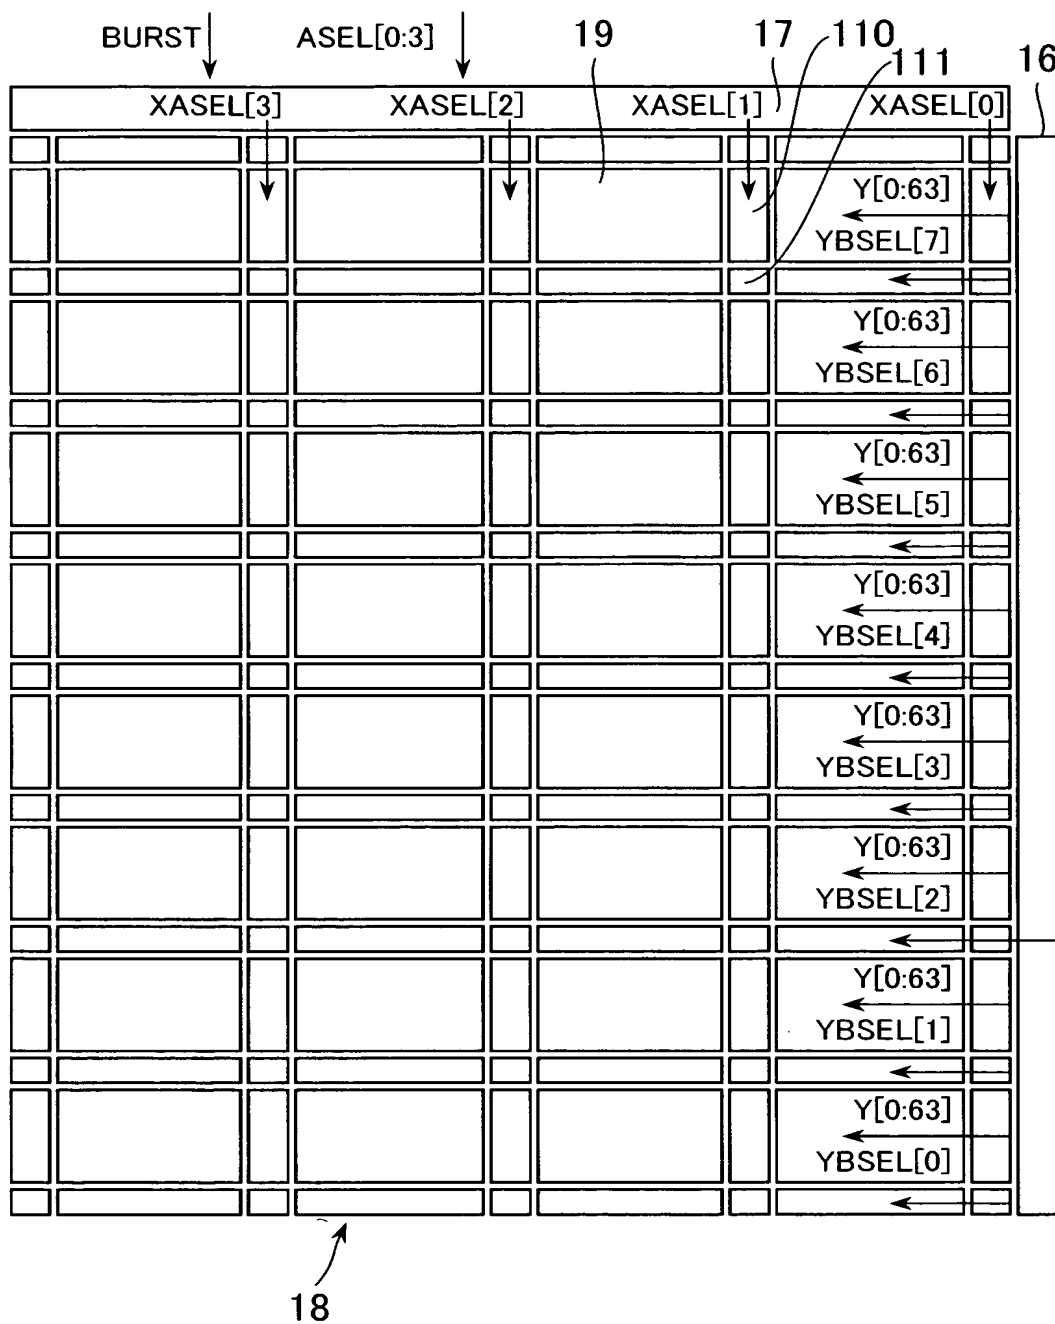 BURST ASEL[0:3] 19 17 110 111 16
XASEL[3] XASEL[2] XASEL[1] XASEL[0]
Y[0:63]
YBSEL[7]
Y[0:63]
YBSEL[6]
Y[0:63]
YBSEL[5]
Y[0:63]
YBSEL[4]
Y[0:63]
YBSEL[3]
Y[0:63]
YBSEL[2]
Y[0:63]
YBSEL[1]
Y[0:63]
YBSEL[0]
18